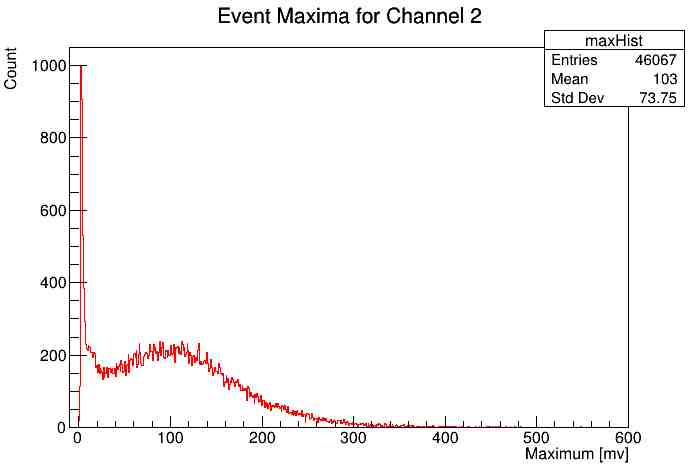 Event Maxima for Channel 2
maxHist
Entries 46067
Mean 103
Std Dev 73.75
Count
1000
800
600
400
200
0
0 100 200 300 400 500 600
Maximum [mv]